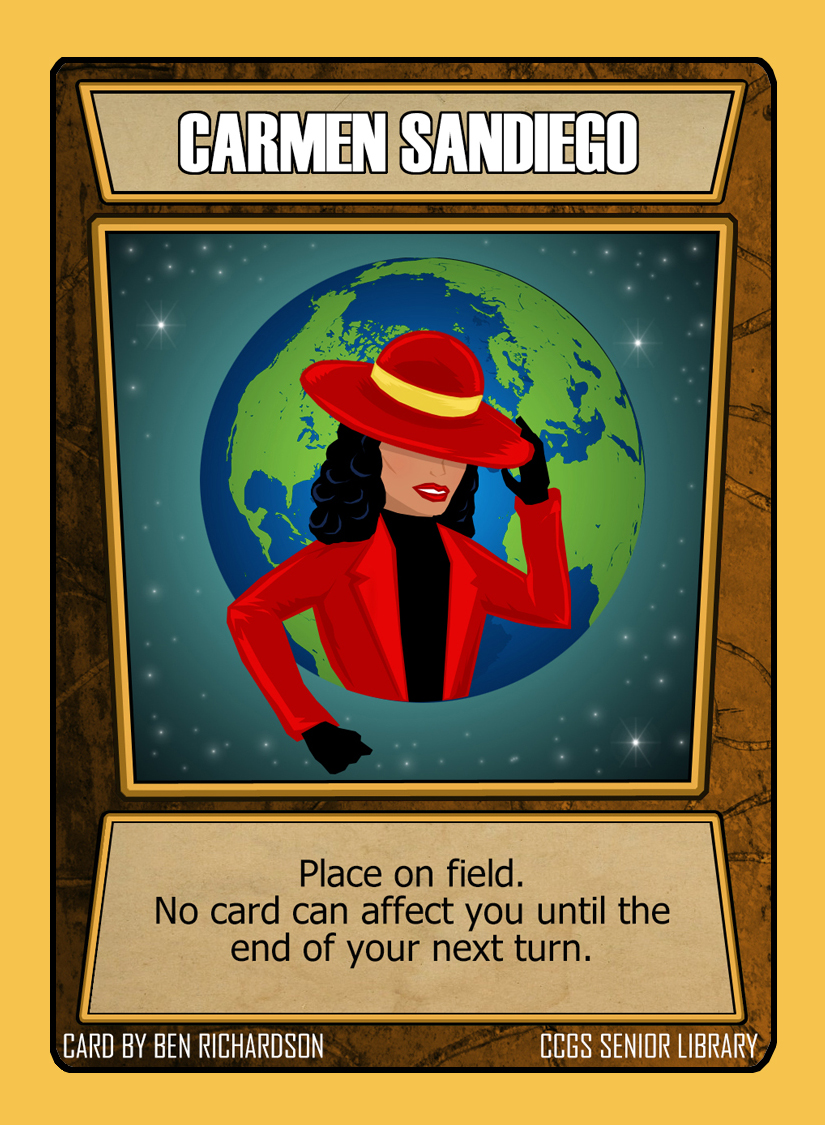 CARMEN SANDIEGO
Place on field.
No card can affect you until the
end of your next turn.
CARD BY BEN RICHARDSON
CCGS SENIOR LIBRARY